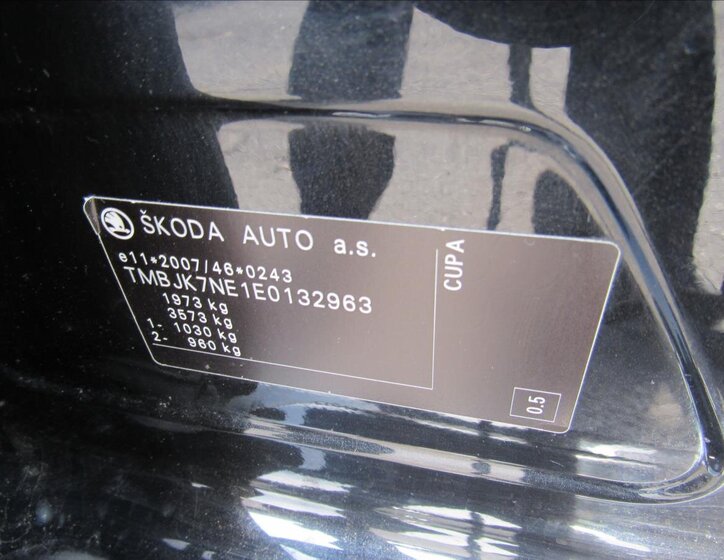 ŠKODA AUTO a.s.
e11*2007/46*0243
TMBJK7NE1E0132963
1973 kg
3573 kg
1- 1030 kg
2- 960 kg
CUPA
0.5